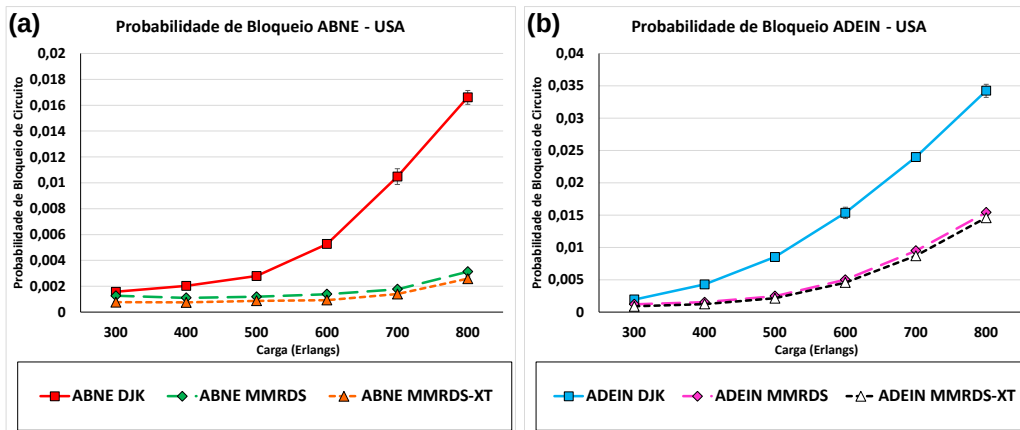 (a)
Probabilidade de Bloqueio ABNE - USA
Probabilidade de Bloqueio de Circuito
0,02
0,018
0,016
0,014
0,012
0,01
0,008
0,006
0,004
0,002
0
300 400 500 600 700 800
Carga (Erlangs)
ABNE DJK ABNE MMRDS ABNE MMRDS-XT
(b)
Probabilidade de Bloqueio ADEIN - USA
Probabilidade de Bloqueio de Circuito
0,04
0,035
0,03
0,025
0,02
0,015
0,01
0,005
0
300 400 500 600 700 800
Carga (Erlangs)
ADEIN DJK ADEIN MMRDS ADEIN MMRDS-XT